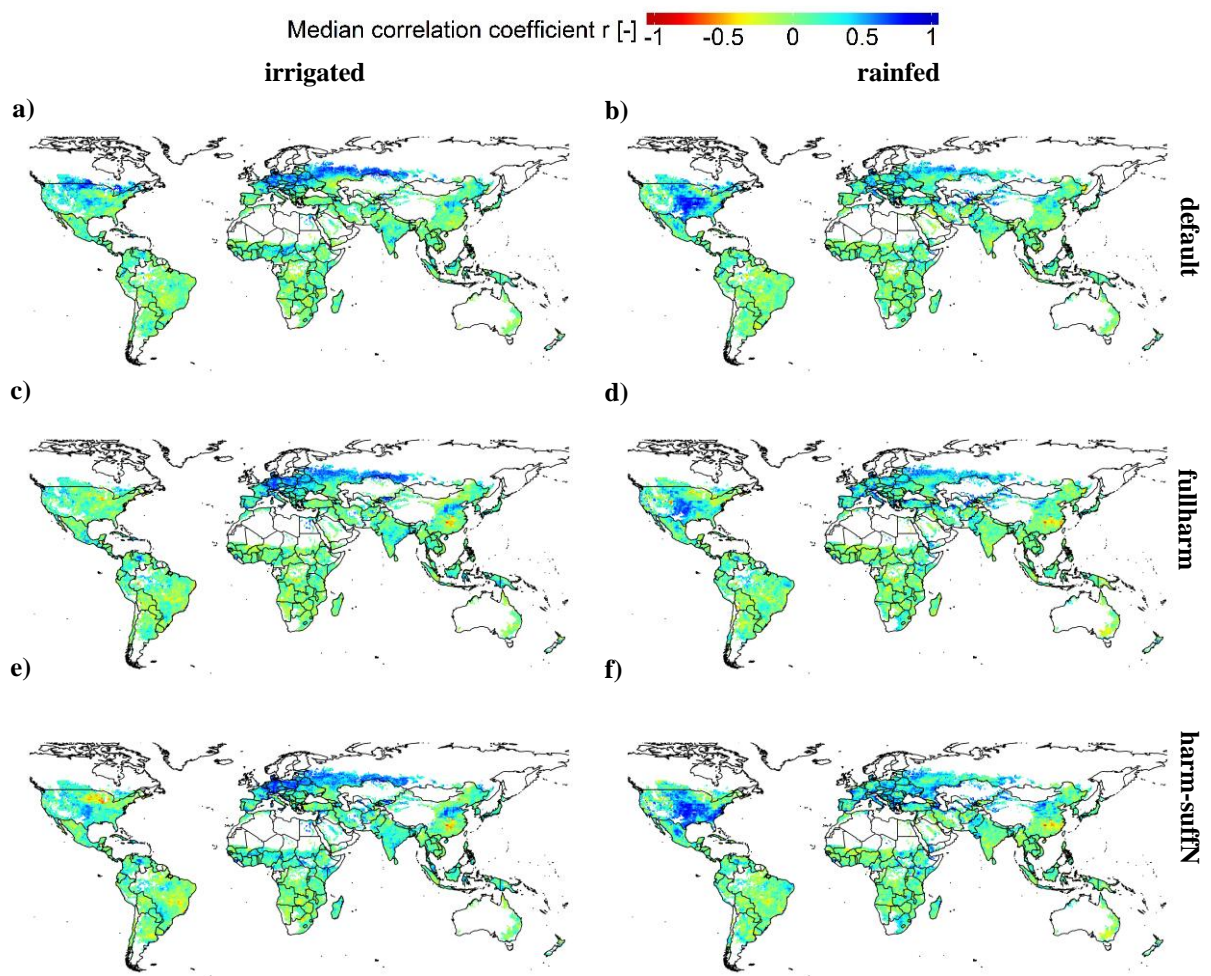 Median correlation coefficient r [-]
-1 -0.5 0 0.5 1
irrigated rainfed
a) b)
default
c) d)
fullharm
e) f)
harm-suffN